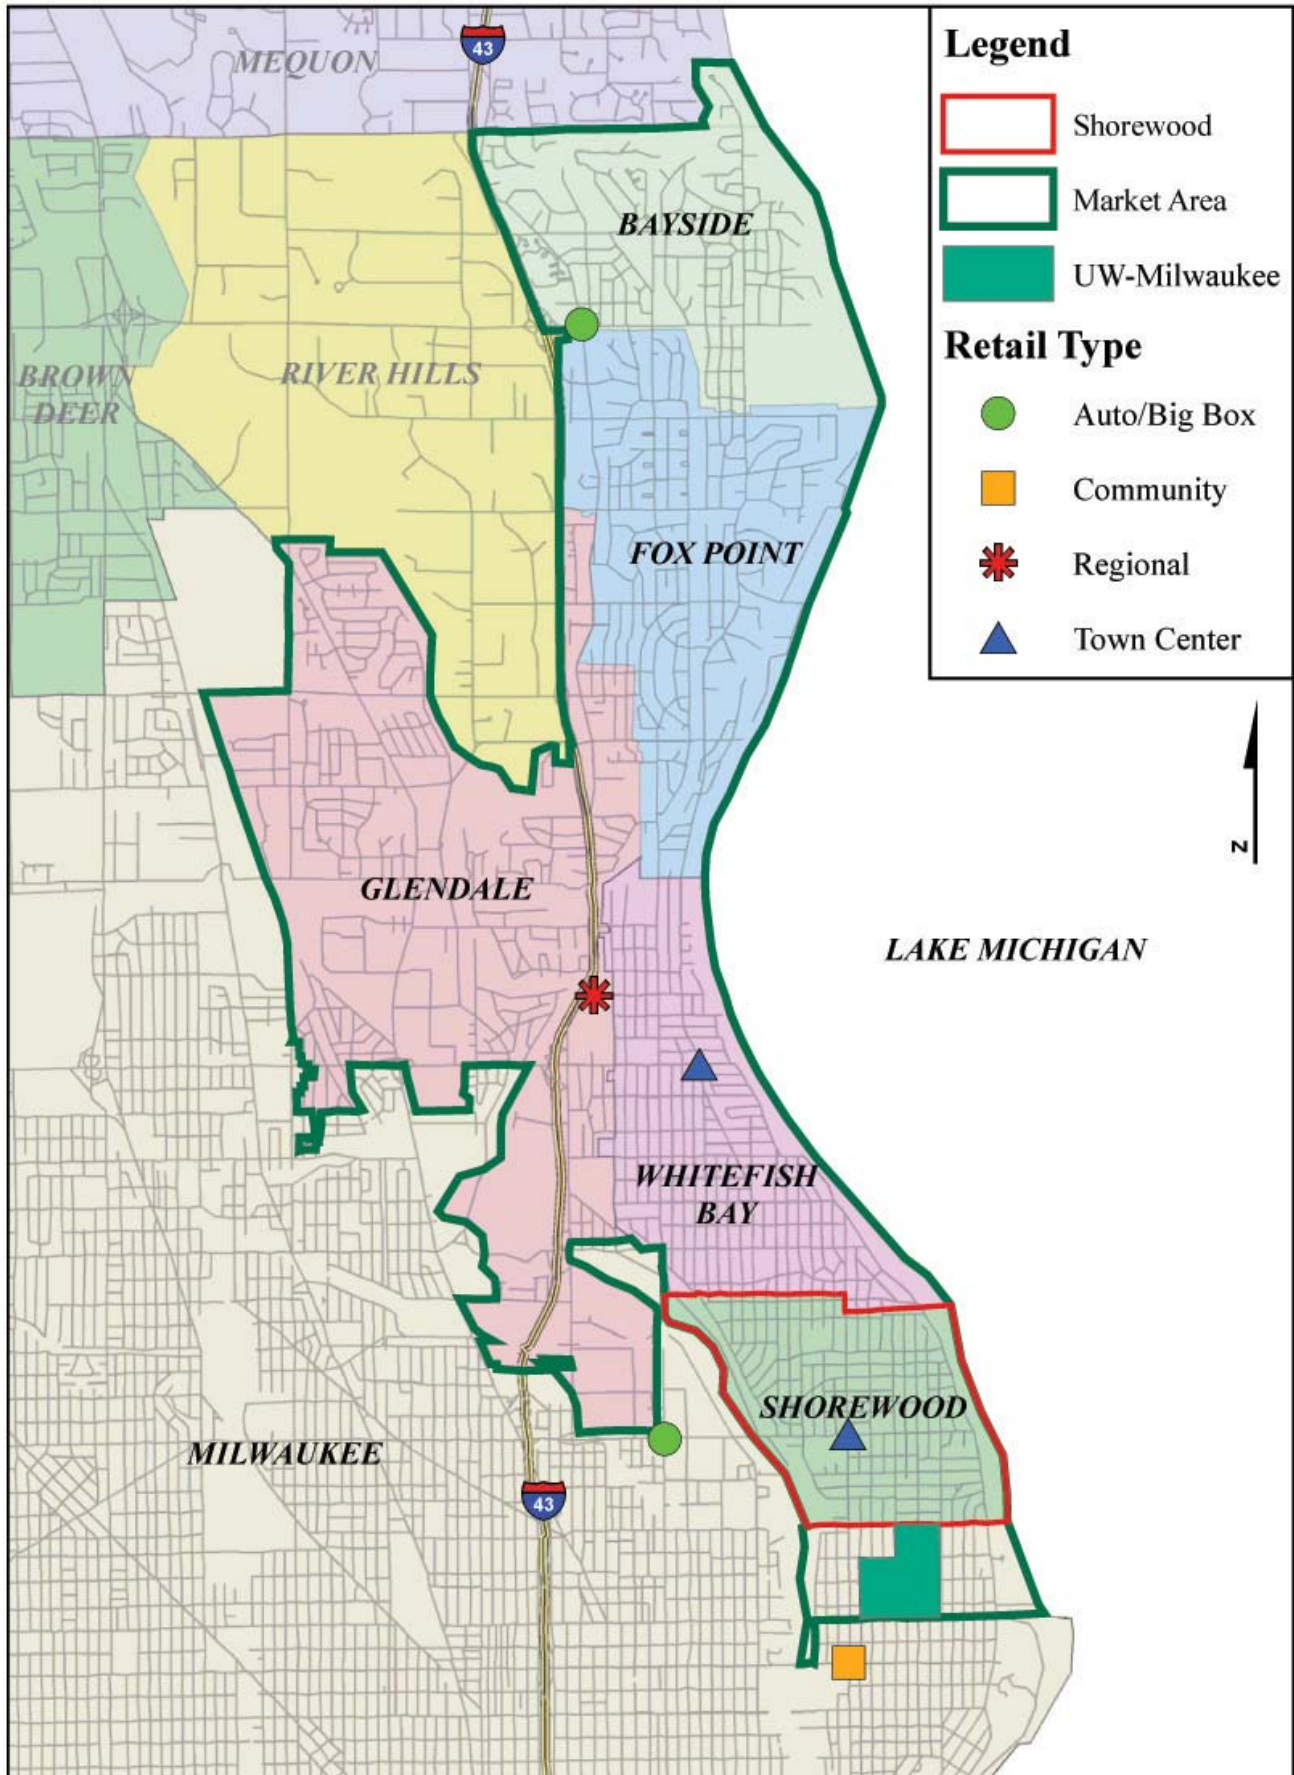 43
MEQUON
Legend
Shorewood
Market Area
UW-Milwaukee
Retail Type
Auto/Big Box
Community
Regional
Town Center
BAYSIDE
BROWN
DEER
RIVER HILLS
FOX POINT
N
GLENDALE
LAKE MICHIGAN
WHITEFISH
BAY
SHOREWOOD
MILWAUKEE
43